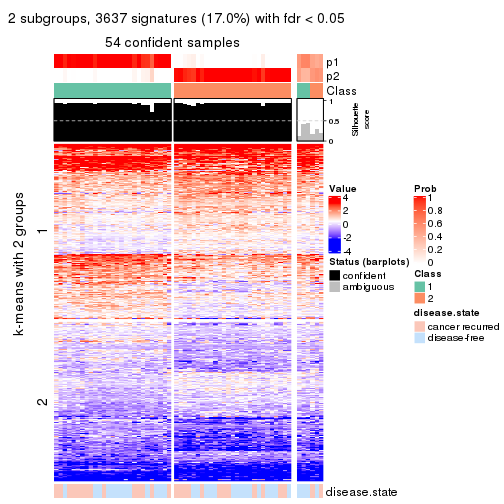 2 subgroups, 3637 signatures (17.0%) with fdr < 0.05
54 confident samples
p1
p2
Class
1
0.5
0
Silhouette
score
k-means with 2 groups
1
2
Value
4
2
0
-2
-4
Status (barplots)
confident
ambiguous
Prob
1
0.8
0.6
0.4
0.2
0
Class
1
2
disease.state
cancer recurred
disease-free
disease.state